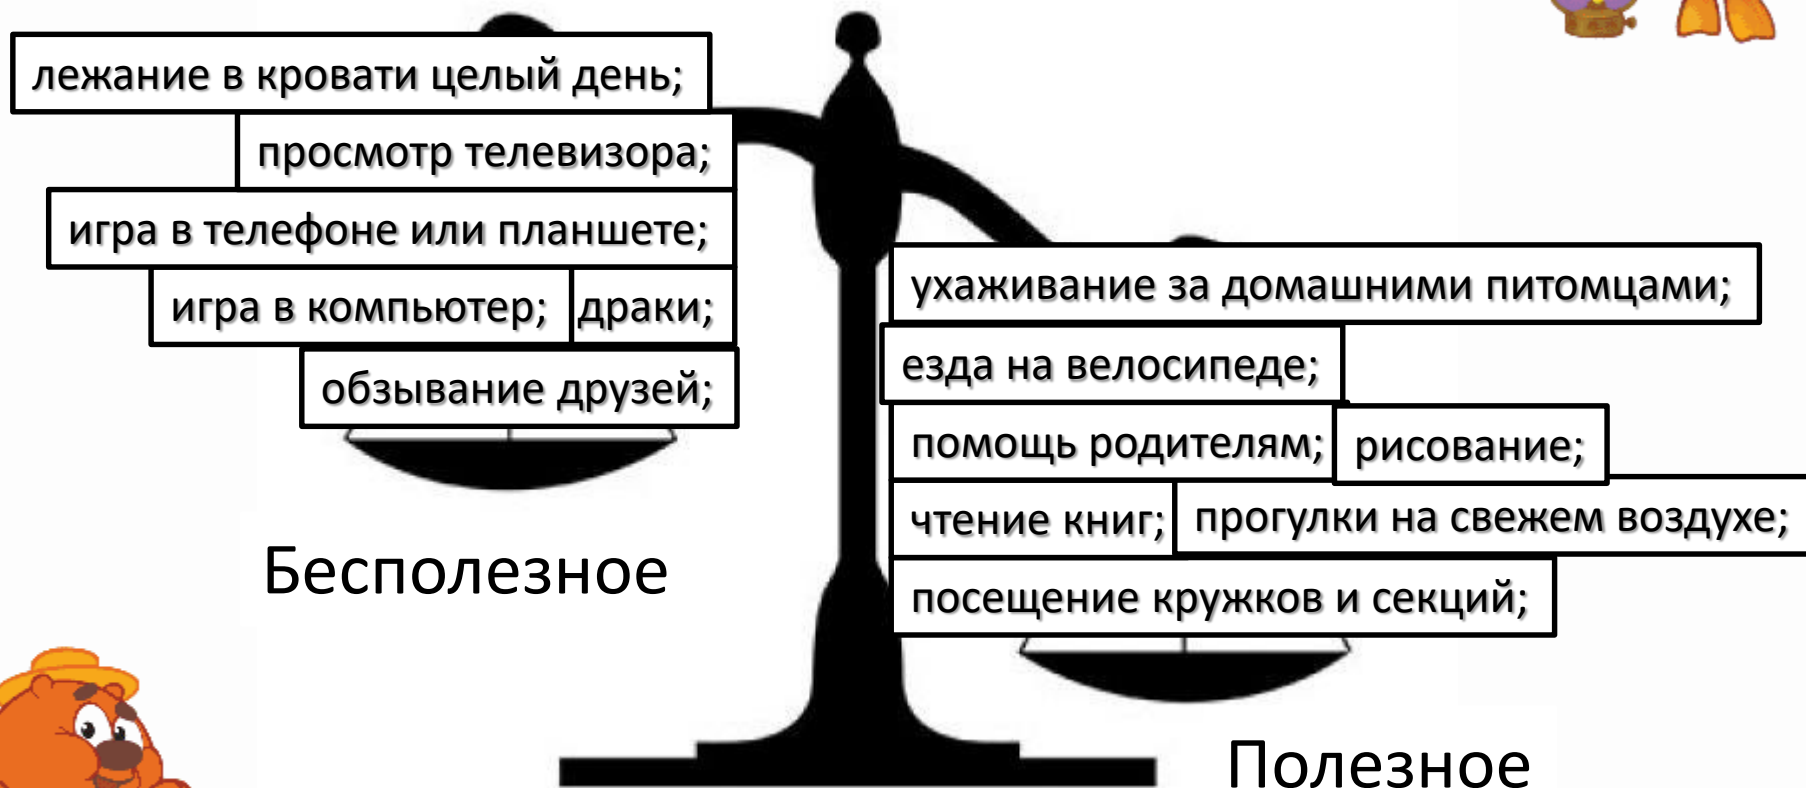 лежание в кровати целый день;
просмотр телевизора;
игра в телефоне или планшете;
игра в компьютер;
драки;
обзывание друзей;
Бесполезное
ухаживание за домашними питомцами;
езда на велосипеде;
помощь родителям;
рисование;
чтение книг;
прогулки на свежем воздухе;
посещение кружков и секций;
Полезное